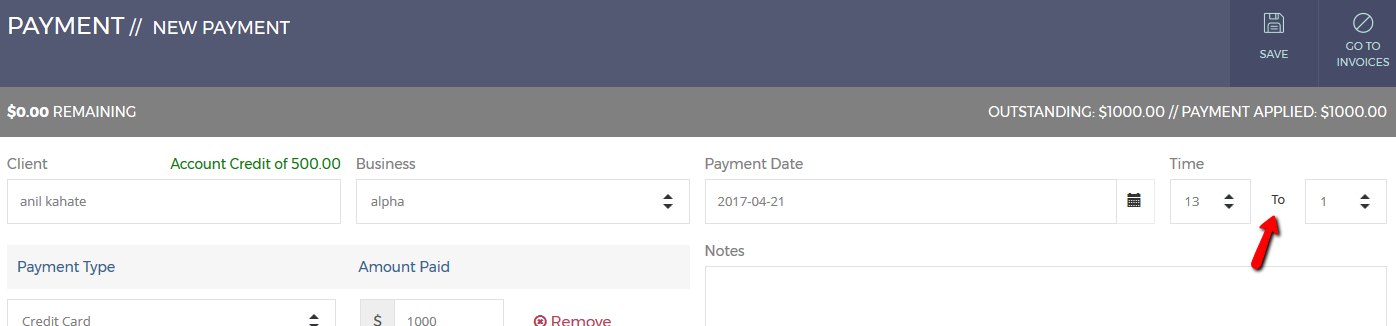 PAYMENT // NEW PAYMENT
SAVE
GO TO
INVOICES
$0.00 REMAINING
OUTSTANDING: $1000.00 // PAYMENT APPLIED: $1000.00
Client
Account Credit of 500.00
Business
Payment Date
Time
anil kahate
alpha
2017-04-21
13
To
1
Payment Type
Amount Paid
Notes
Credit Card
$
1000
Remove